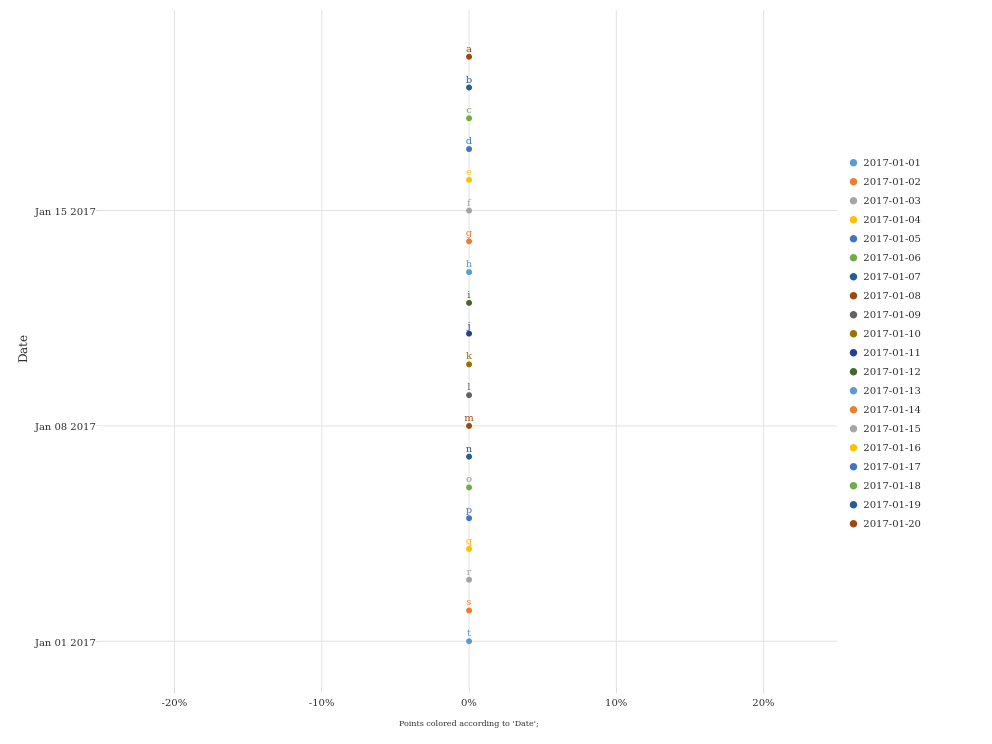 a
b
c
d
e
Jan 15 2017
f
g
h
i
j
k
l
Jan 08 2017
m
n
o
p
q
r
s
Jan 01 2017
t
Date
-20%
-10%
0%
10%
20%
Points colored according to 'Date';
2017-01-01
2017-01-02
2017-01-03
2017-01-04
2017-01-05
2017-01-06
2017-01-07
2017-01-08
2017-01-09
2017-01-10
2017-01-11
2017-01-12
2017-01-13
2017-01-14
2017-01-15
2017-01-16
2017-01-17
2017-01-18
2017-01-19
2017-01-20